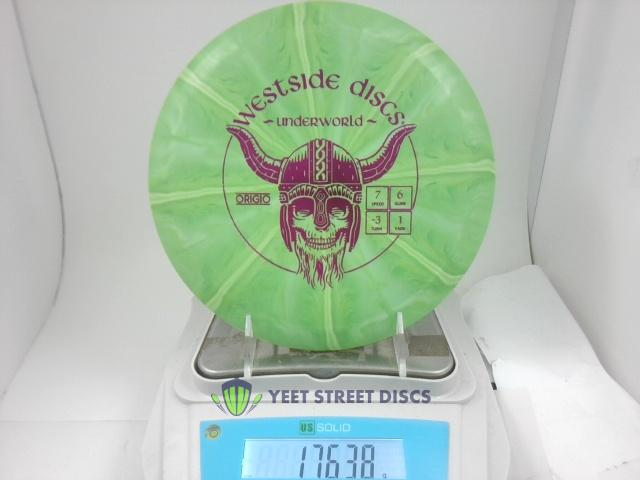 westside discs
~underworld~
ORIGIO
7 6
SPEED GLIDE
-3 1
TURN FADE
YEET STREET DISCS
US SOLID
176.38 g